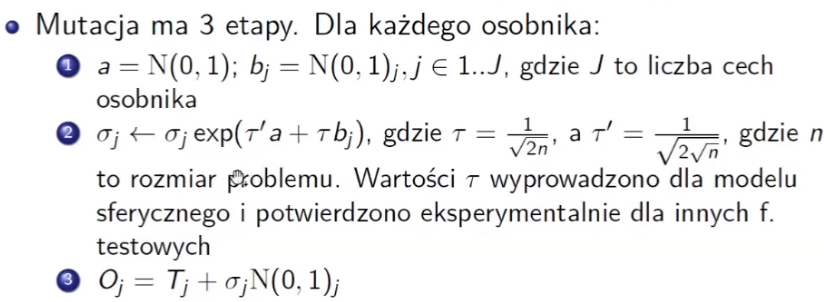 Mutacja ma 3 etapy. Dla każdego osobnika:
1 a = N(0, 1); b_j = N(0, 1)_j, j ∈ 1..J, gdzie J to liczba cech
osobnika
2 σ_j ← σ_j exp(τ′a + τb_j), gdzie τ = 1/√(2n), a τ′ = 1/√(2√n), gdzie n
to rozmiar problemu. Wartości τ wyprowadzono dla modelu
sferycznego i potwierdzono eksperymentalnie dla innych f.
testowych
3 O_j = T_j + σ_j N(0, 1)_j